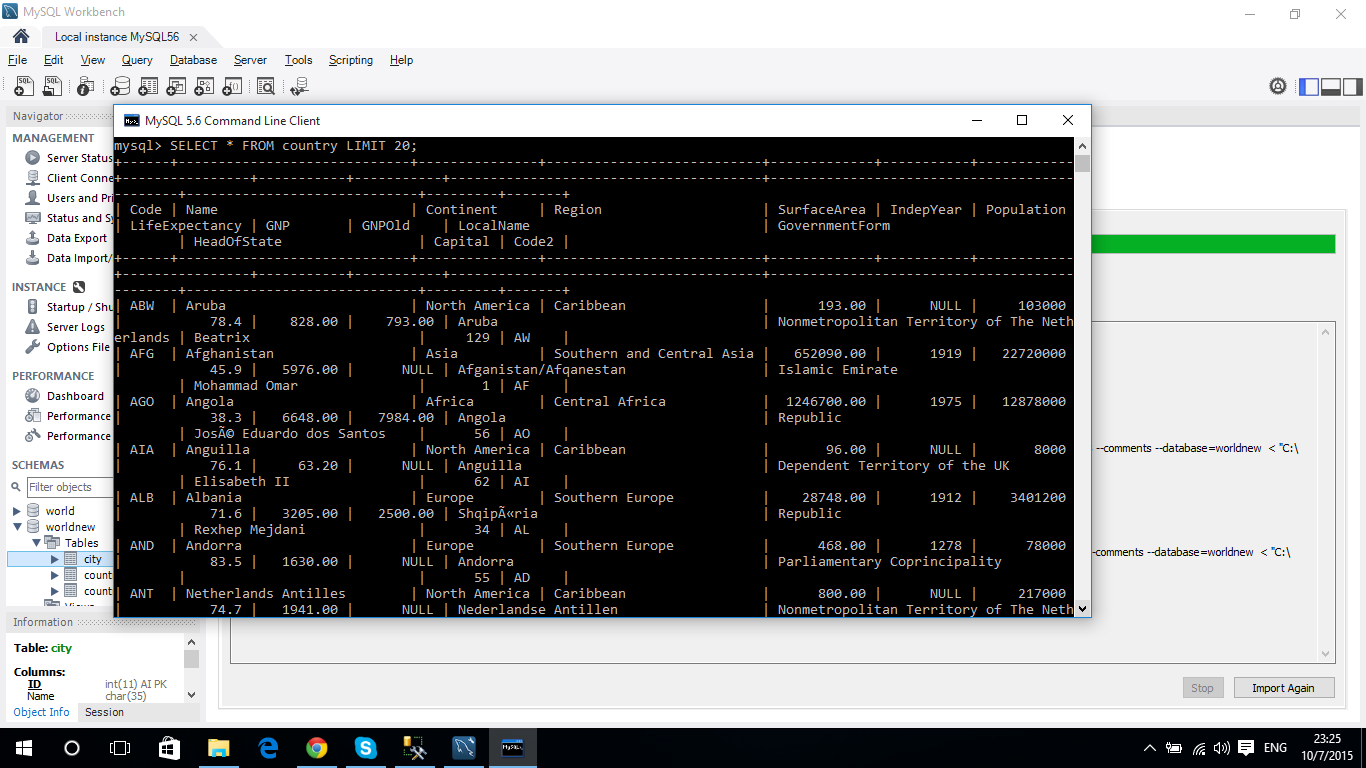 MySQL Workbench
Local instance MySQL56
File Edit View Query Database Server Tools Scripting Help
Navigator
MANAGEMENT
Server Status
Client Conne
Users and Pri
Status and Sy
Data Export
Data Import/
INSTANCE
Startup / Shu
Server Logs
Options File
PERFORMANCE
Dashboard
Performance
Performance
SCHEMAS
Filter objects
world
worldnew
Tables
city
count
count
Views
Information
Table: city
Columns:
ID int(11) AI PK
Name char(35)
Object Info Session
MySQL 5.6 Command Line Client
mysql> SELECT * FROM country LIMIT 20;
| Code | Name | Continent | Region | SurfaceArea | IndepYear | Population
| LifeExpectancy | GNP | GNPOld | LocalName | GovernmentForm
| HeadOfState | Capital | Code2 |
| ABW | Aruba | North America | Caribbean | 193.00 | NULL | 103000
| 78.4 | 828.00 | 793.00 | Aruba | Nonmetropolitan Territory of The Neth
erlands | Beatrix | 129 | AW |
| AFG | Afghanistan | Asia | Southern and Central Asia | 652090.00 | 1919 | 22720000
| 45.9 | 5976.00 | NULL | Afganistan/Afqanestan | Islamic Emirate
| Mohammad Omar | 1 | AF |
| AGO | Angola | Africa | Central Africa | 1246700.00 | 1975 | 12878000
| 38.3 | 6648.00 | 7984.00 | Angola | Republic
| JosÃ© Eduardo dos Santos | 56 | AO |
| AIA | Anguilla | North America | Caribbean | 96.00 | NULL | 8000
| 76.1 | 63.20 | NULL | Anguilla | Dependent Territory of the UK
| Elisabeth II | 62 | AI |
| ALB | Albania | Europe | Southern Europe | 28748.00 | 1912 | 3401200
| 71.6 | 3205.00 | 2500.00 | ShqipÃ«ria | Republic
| Rexhep Mejdani | 34 | AL |
| AND | Andorra | Europe | Southern Europe | 468.00 | 1278 | 78000
| 83.5 | 1630.00 | NULL | Andorra | Parliamentary Coprincipality
| | 55 | AD |
| ANT | Netherlands Antilles | North America | Caribbean | 800.00 | NULL | 217000
| 74.7 | 1941.00 | NULL | Nederlandse Antillen | Nonmetropolitan Territory of The Neth
--comments --database=worldnew < "C:\
-comments --database=worldnew < "C:\
Stop Import Again
ENG
23:25
10/7/2015